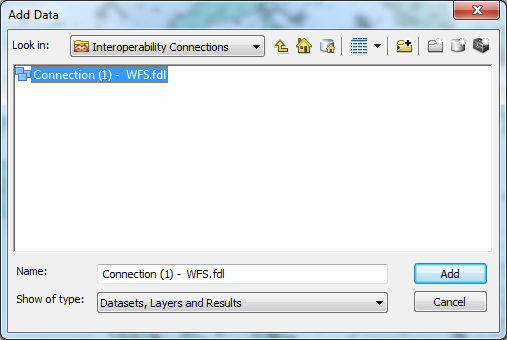 Add Data
Look in: Interoperability Connections
Connection (1) - WFS.fdl
Name: Connection (1) - WFS.fdl Add
Show of type: Datasets, Layers and Results Cancel